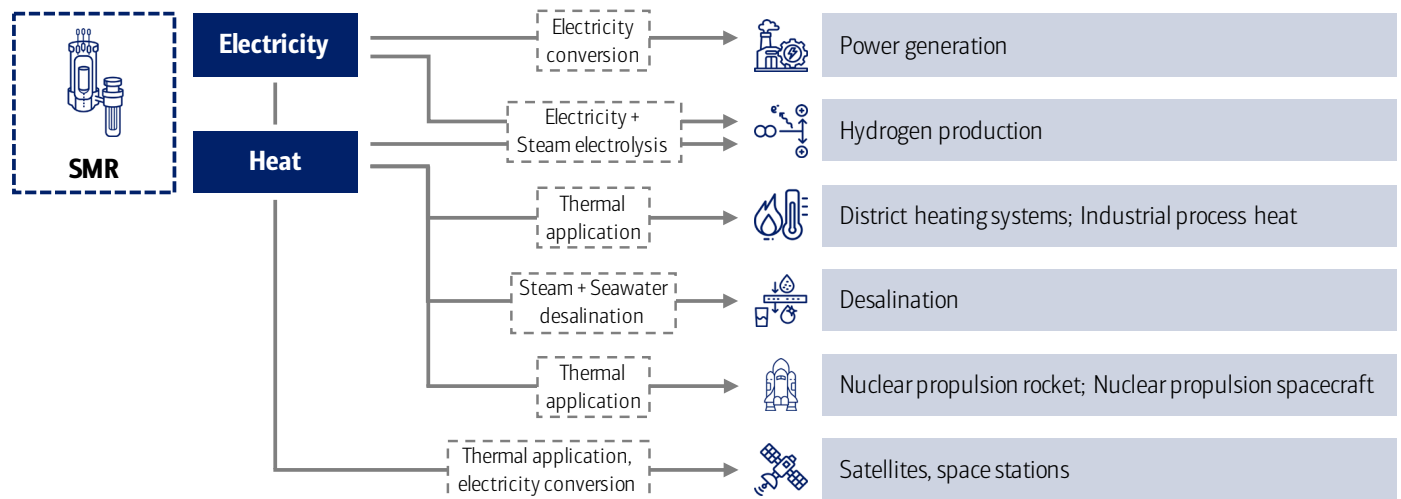 SMR
Electricity
Heat
Electricity
conversion
Power generation
Electricity +
Steam electrolysis
e⁻
Hydrogen production
Thermal
application
District heating systems; Industrial process heat
Steam + Seawater
desalination
Desalination
Thermal
application
Nuclear propulsion rocket; Nuclear propulsion spacecraft
Thermal application,
electricity conversion
Satellites, space stations